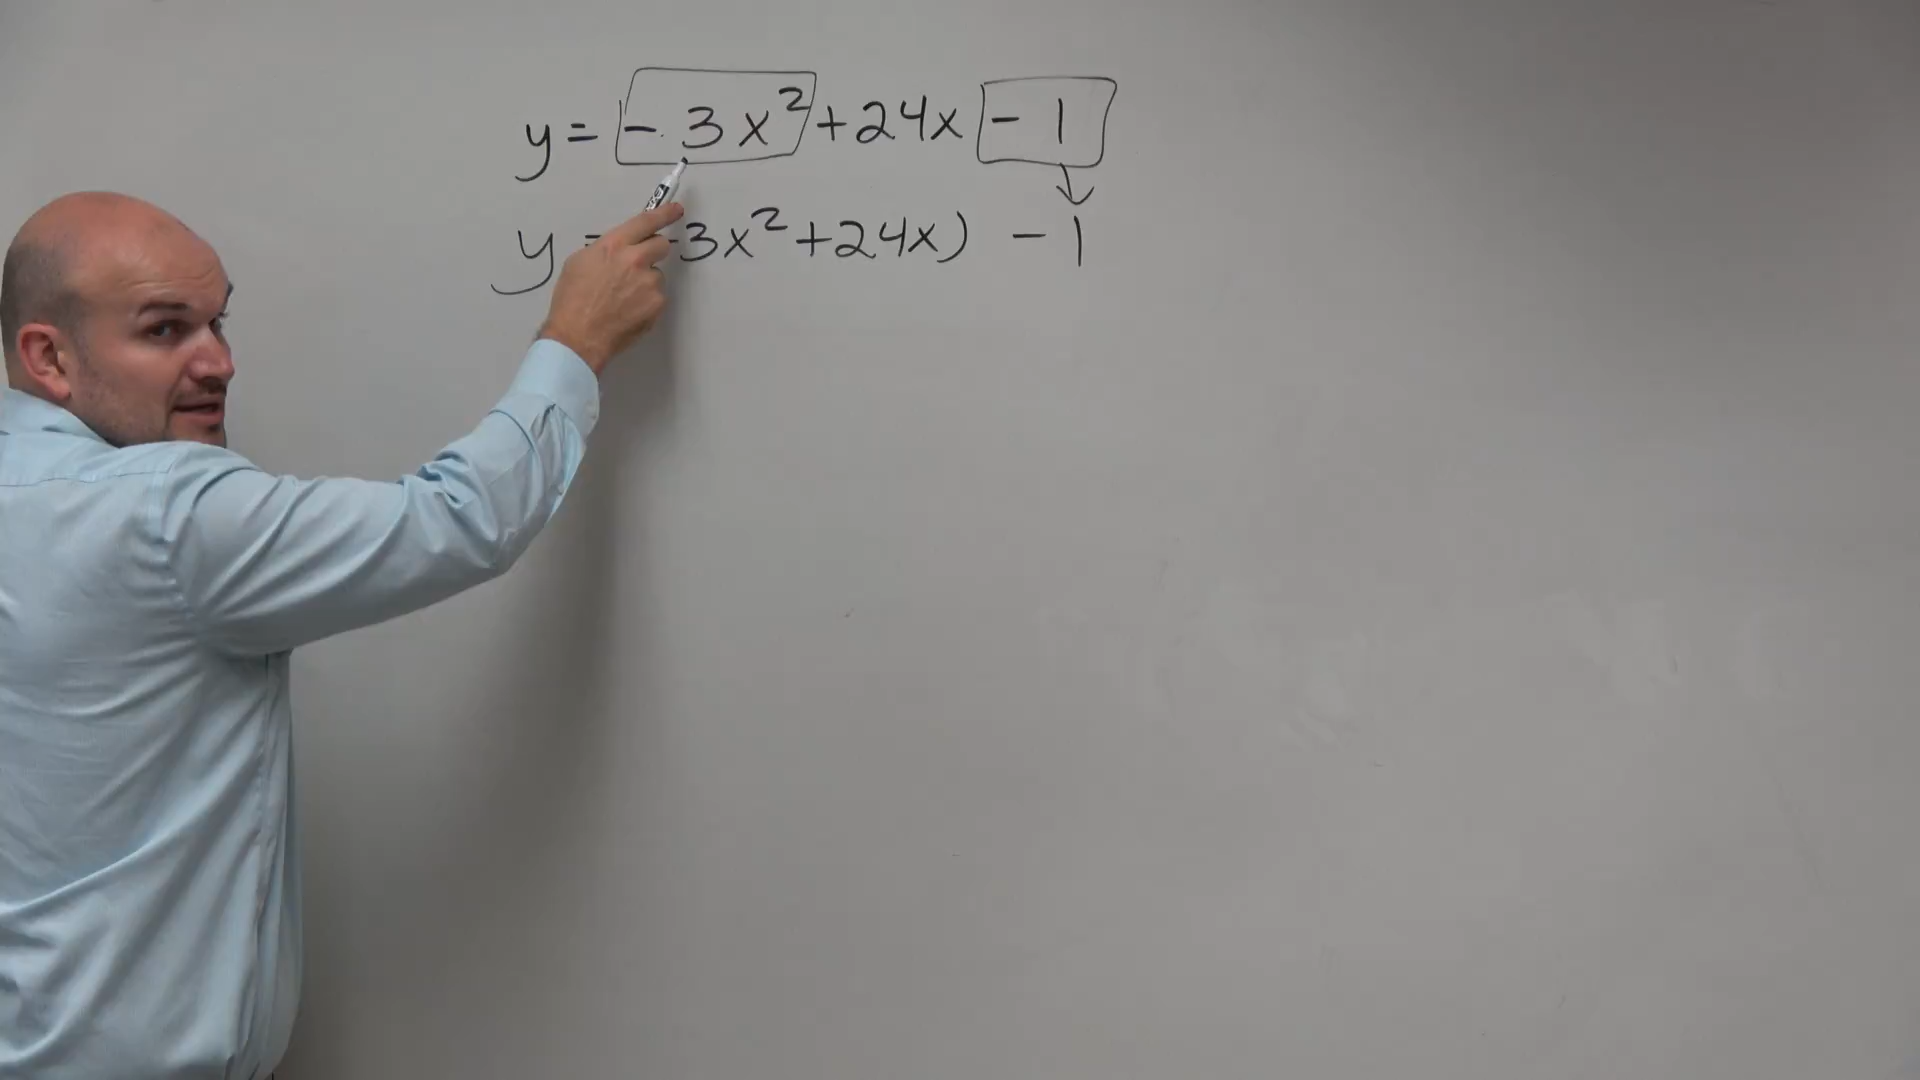 y = -3x² + 24x - 1
y = -3x² + 24x) - 1